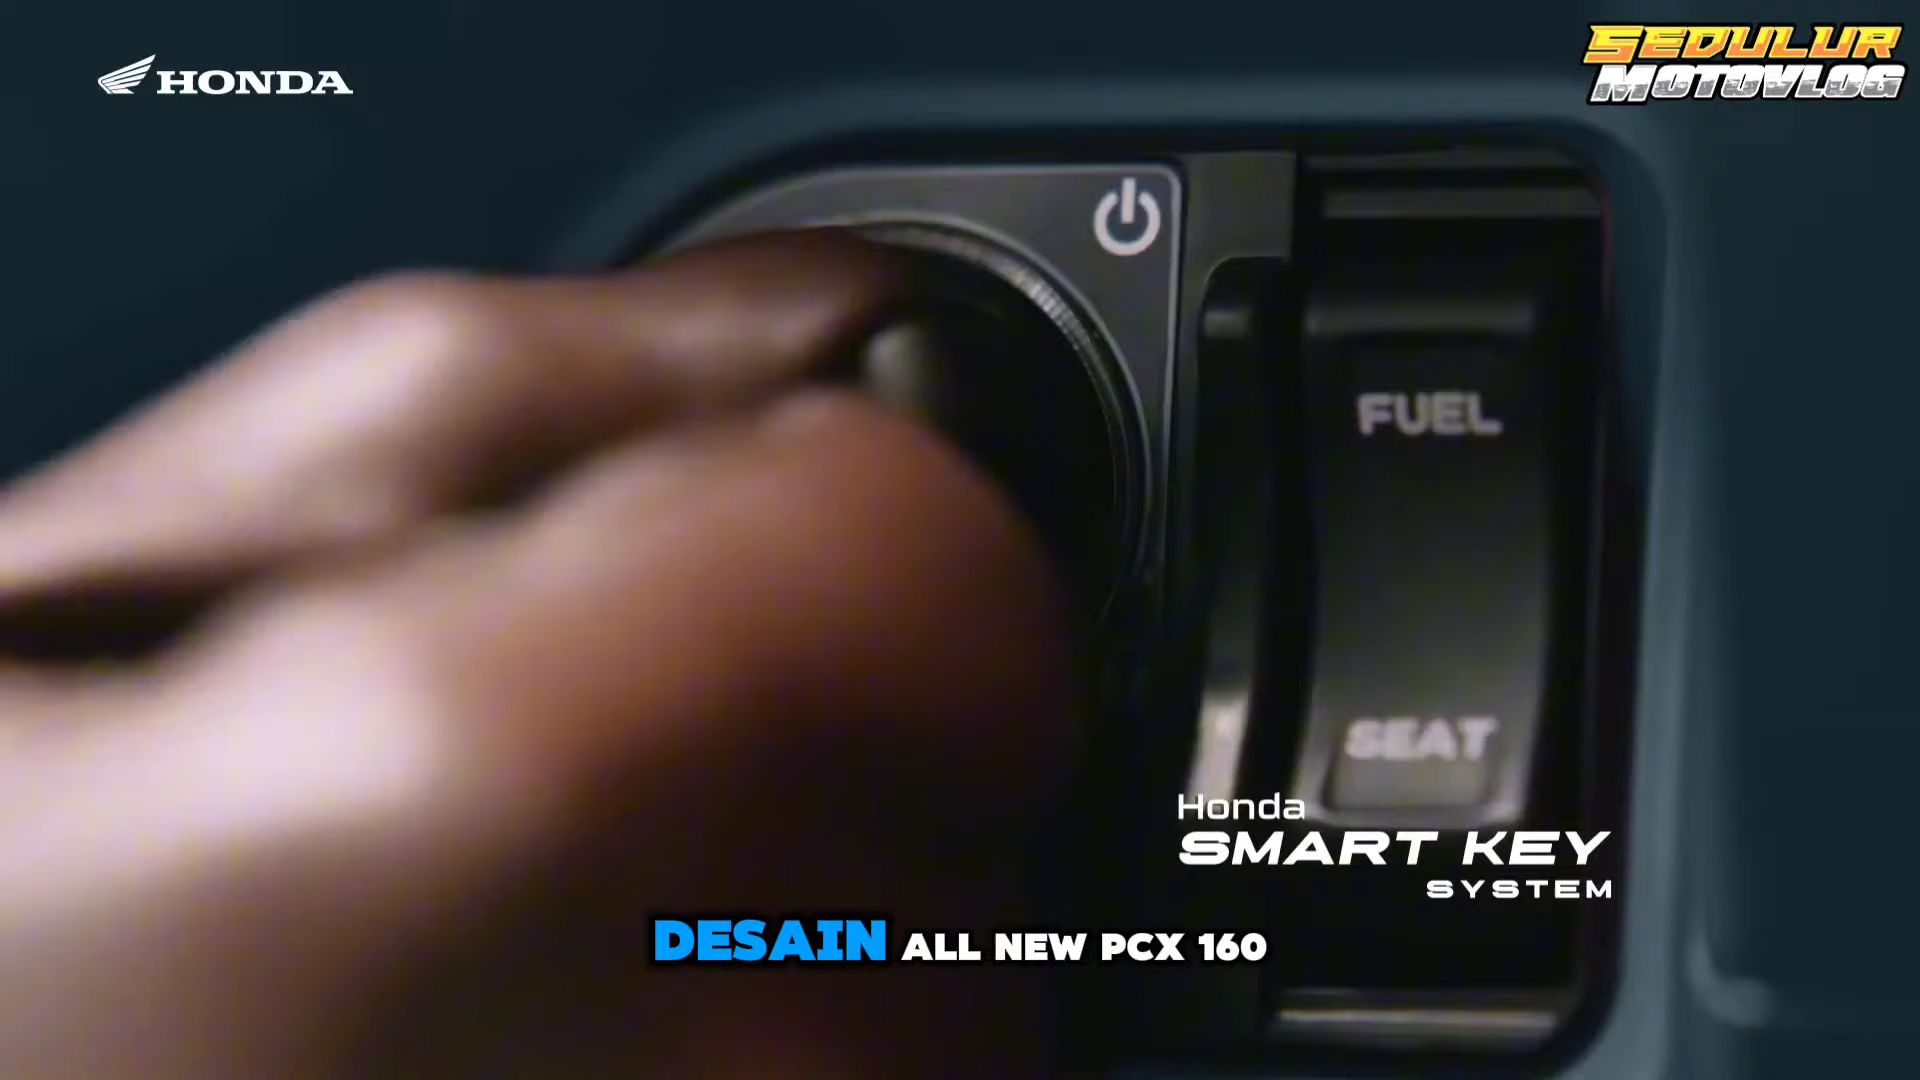 HONDA
SEDULUR
MOTOVLOG
FUEL
SEAT
Honda
SMART KEY
SYSTEM
DESAIN ALL NEW PCX 160